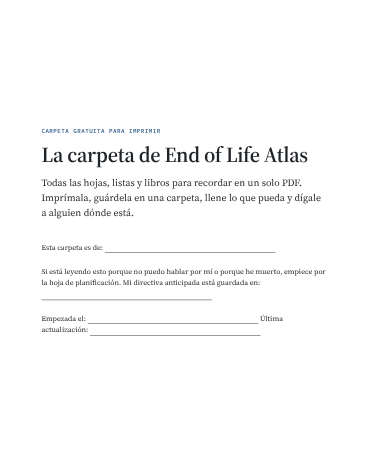 CARPETA GRATUITA PARA IMPRIMIR
La carpeta de End of Life Atlas
Todas las hojas, listas y libros para recordar en un solo PDF.
Imprímala, guárdela en una carpeta, llene lo que pueda y dígale
a alguien dónde está.
Esta carpeta es de:
Si está leyendo esto porque no puedo hablar por mí o porque he muerto, empiece por
la hoja de planificación. Mi directiva anticipada está guardada en:
Empezada el: Última
actualización: